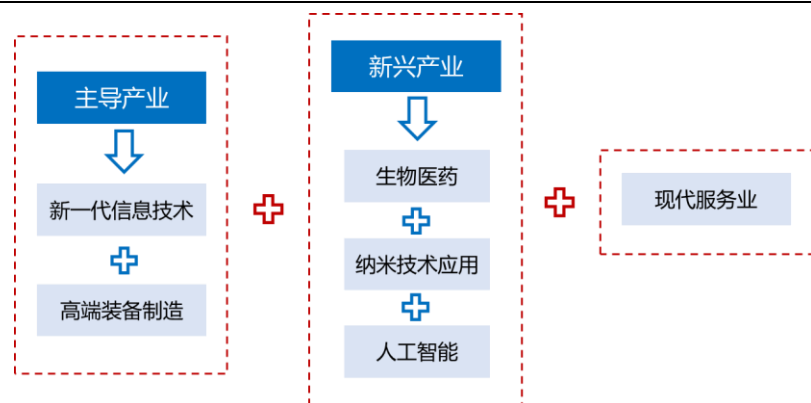 主导产业
新一代信息技术
高端装备制造
新兴产业
生物医药
纳米技术应用
人工智能
现代服务业